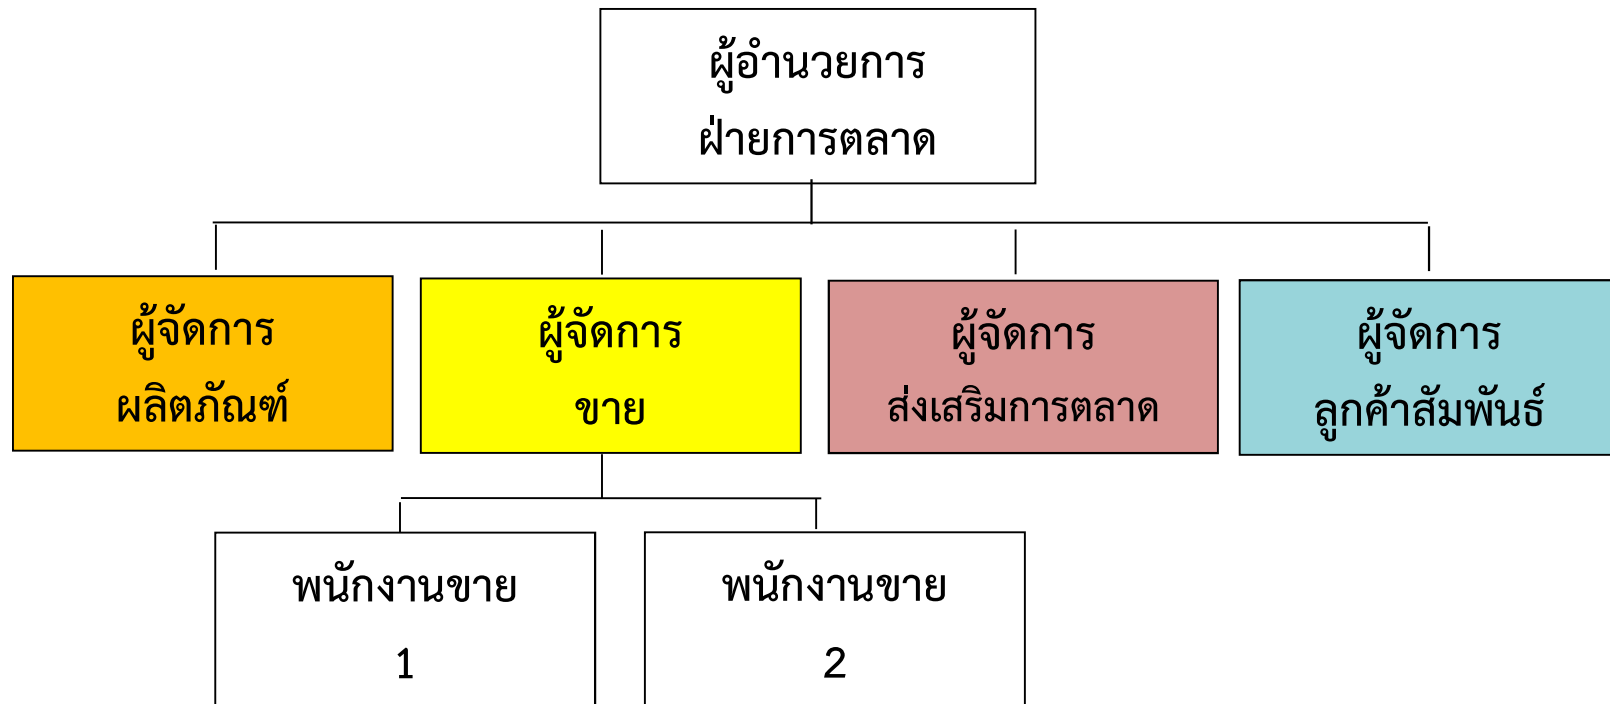 ผู้อำนวยการ
ฝ่ายการตลาด
ผู้จัดการ
ผลิตภัณฑ์
ผู้จัดการ
ขาย
ผู้จัดการ
ส่งเสริมการตลาด
ผู้จัดการ
ลูกค้าสัมพันธ์
พนักงานขาย
1
พนักงานขาย
2